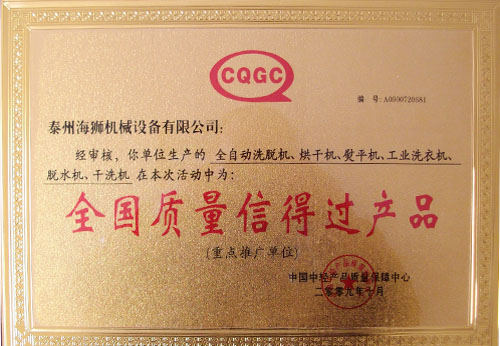 CQGC
编 号: A0900720881
泰州海狮机械设备有限公司:
经审核,你单位生产的 全自动洗脱机、烘干机、熨平机、工业洗衣机、
脱水机、干洗机 在本次活动中为:
全国质量信得过产品
(重点推广单位)
中国中轻产品质量保障中心
二零零九年 月